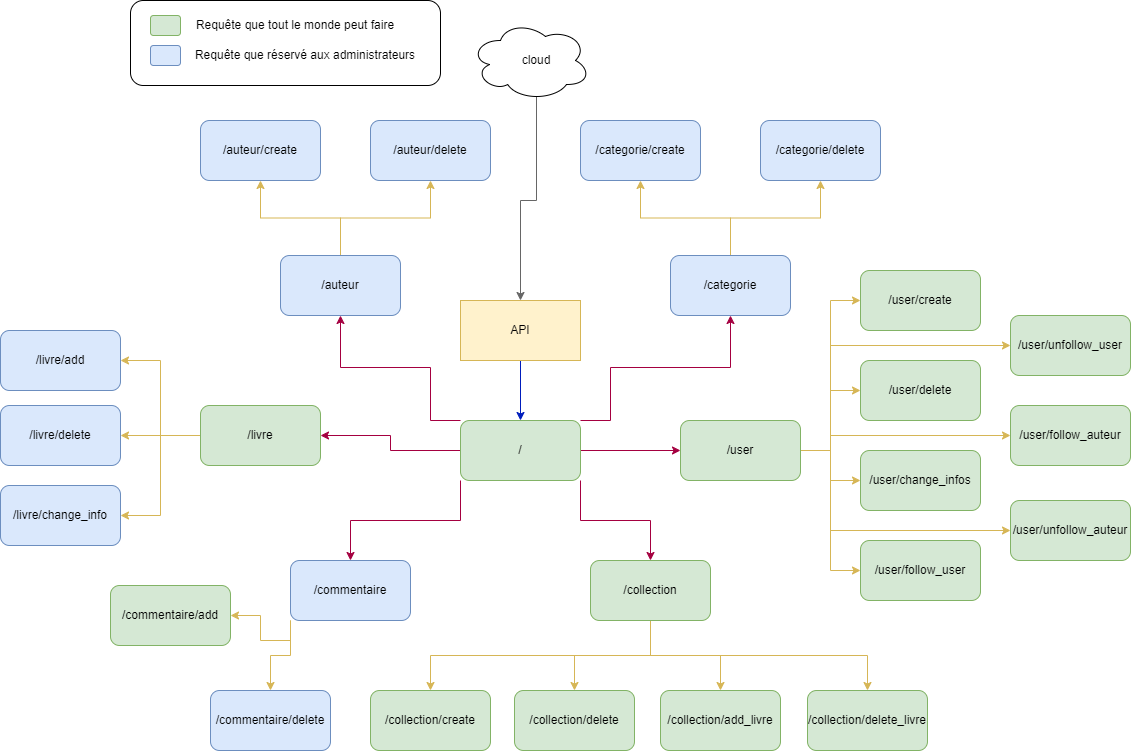 Requête que tout le monde peut faire
Requête que réservé aux administrateurs
cloud
/auteur/create
/auteur/delete
/categorie/create
/categorie/delete
/auteur
/categorie
API
/user/create
/user/unfollow_user
/livre/add
/user/delete
/livre/delete
/livre
/
/user
/user/follow_auteur
/user/change_infos
/livre/change_info
/user/unfollow_auteur
/user/follow_user
/commentaire
/collection
/commentaire/add
/commentaire/delete
/collection/create
/collection/delete
/collection/add_livre
/collection/delete_livre